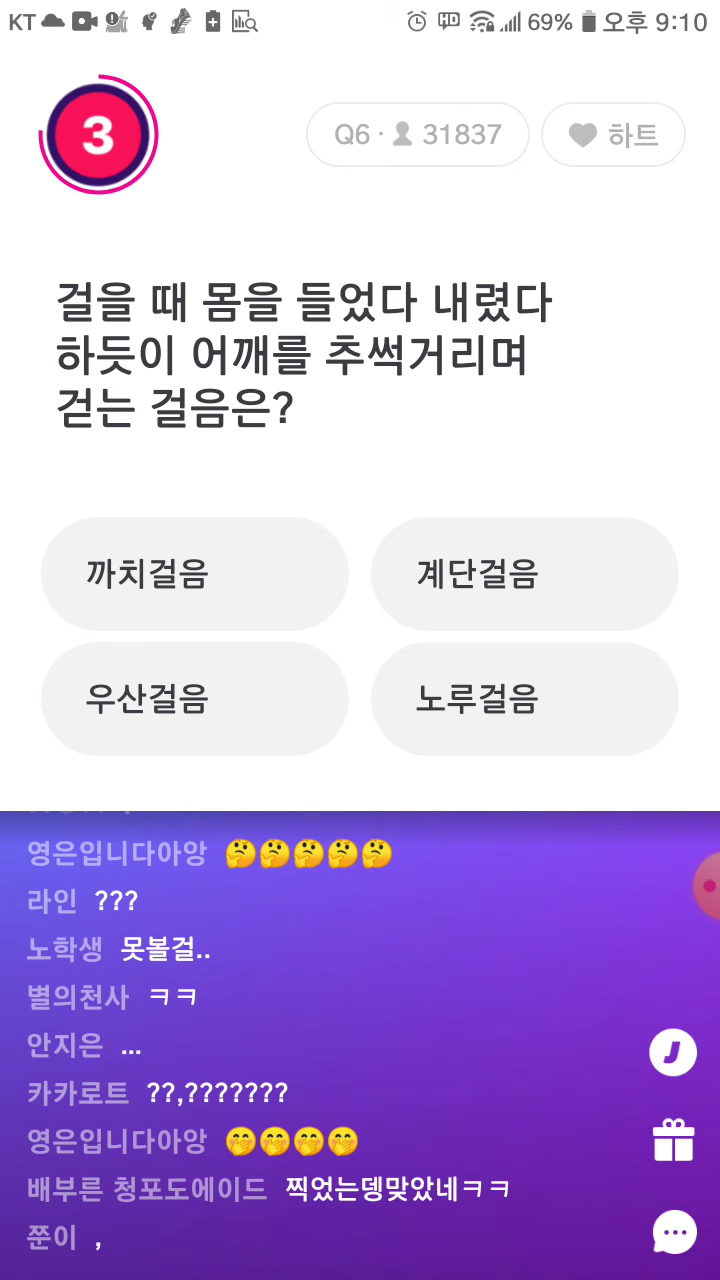 KT HD 69% 오후 9:10
3 Q6 · 31837 하트
걸을 때 몸을 들었다 내렸다
하듯이 어깨를 추썩거리며
걷는 걸음은?
까치걸음 계단걸음
우산걸음 노루걸음
영은입니다아앙 🤔🤔🤔🤔🤔
라인 ???
노학생 못볼걸..
별의천사 ㅋㅋ
안지은 ...
카카로트 ??,???????
영은입니다아앙 🤭🤭🤭🤭
배부른 청포도에이드 찍었는뎅맞았네ㅋㅋ
쭌이 ,
J